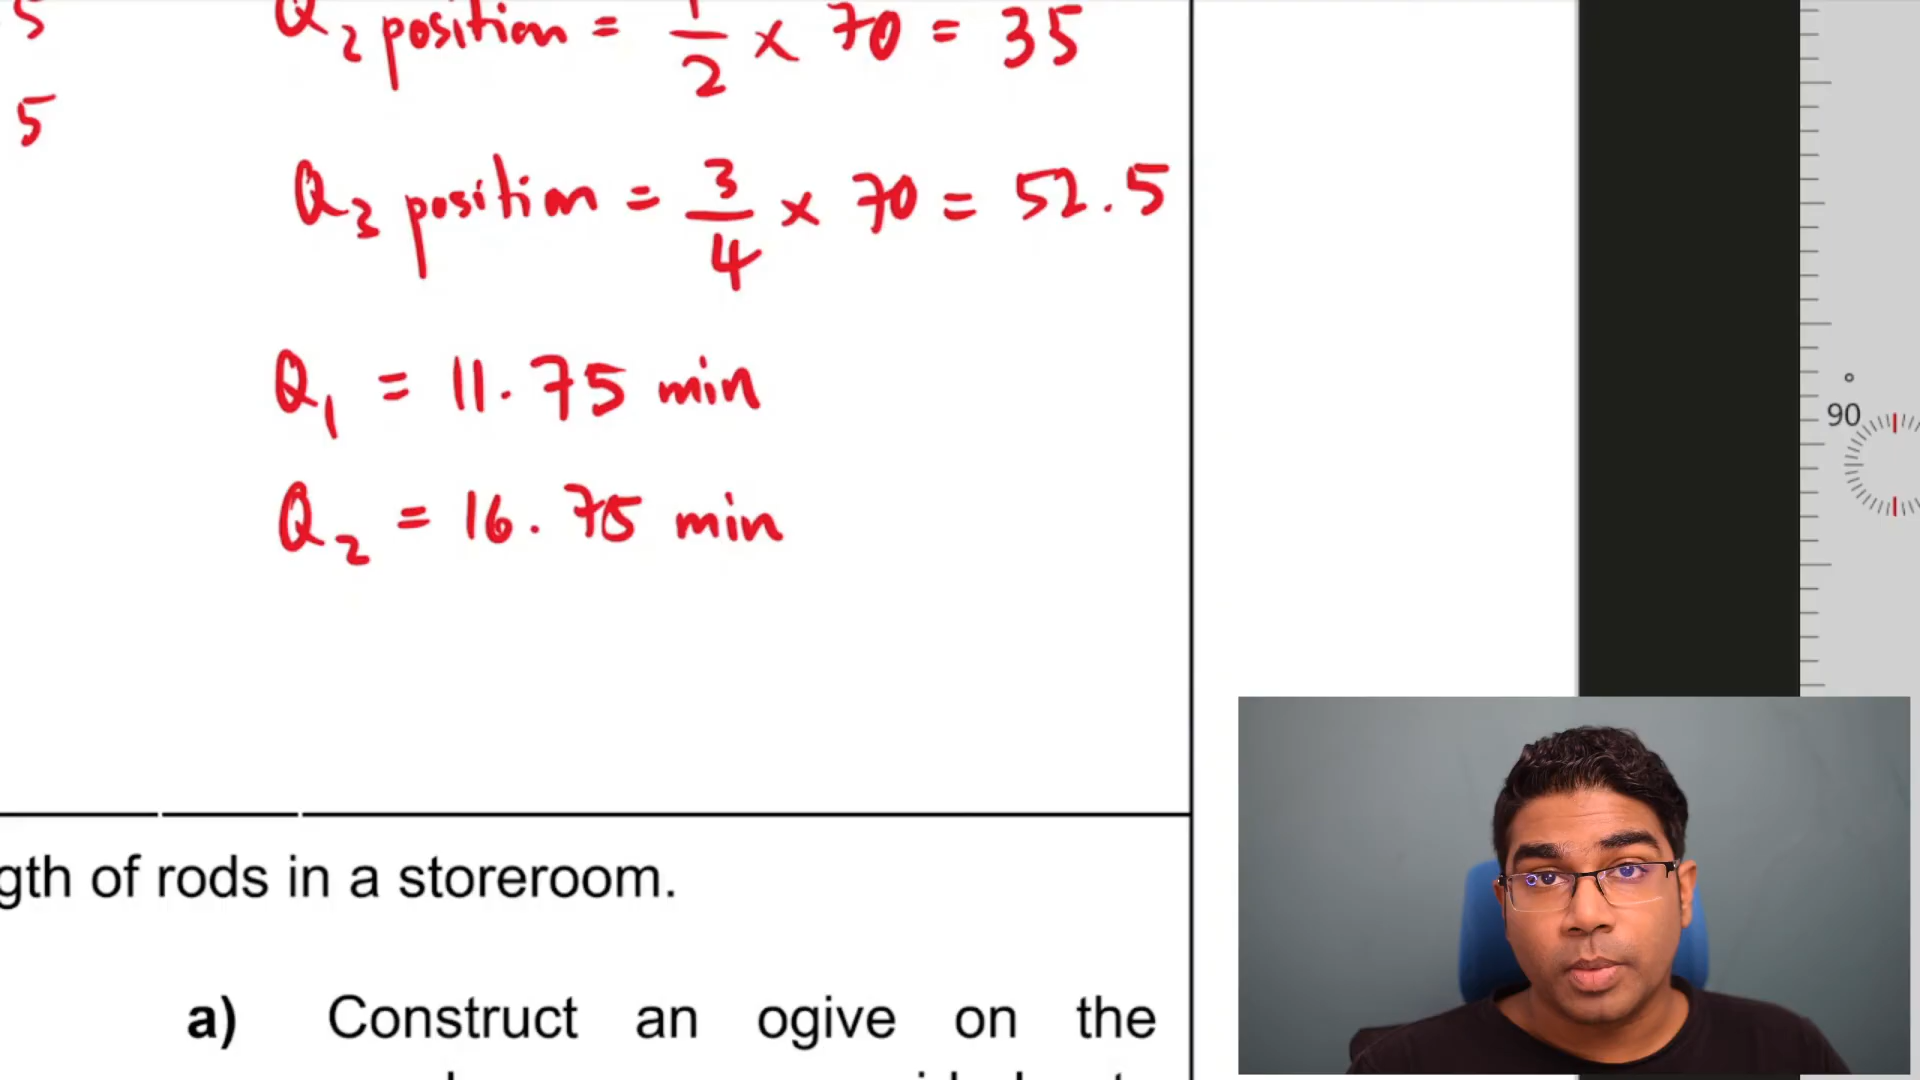 5
Q2 position = 1/2 × 70 = 35
5
Q3 position = 3/4 × 70 = 52.5
Q1 = 11.75 min
Q2 = 16.75 min
90
gth of rods in a storeroom.
a) Construct an ogive on the